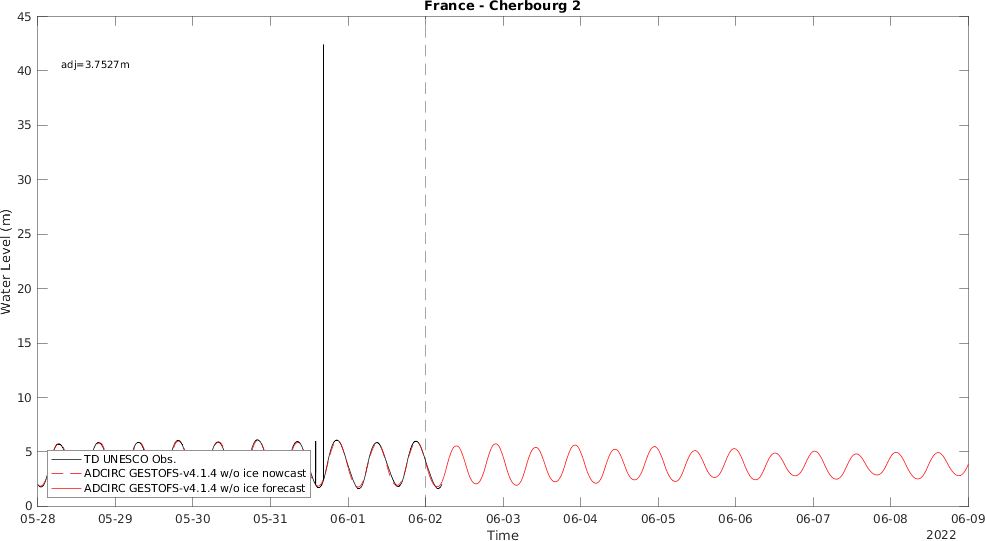 France - Cherbourg 2
45
40
35
30
25
20
15
10
5
0
Water Level (m)
adj=3.7527m
TD UNESCO Obs.
ADCIRC GESTOFS-v4.1.4 w/o ice nowcast
ADCIRC GESTOFS-v4.1.4 w/o ice forecast
05-28 05-29 05-30 05-31 06-01 06-02 06-03 06-04 06-05 06-06 06-07 06-08 06-09
Time
2022